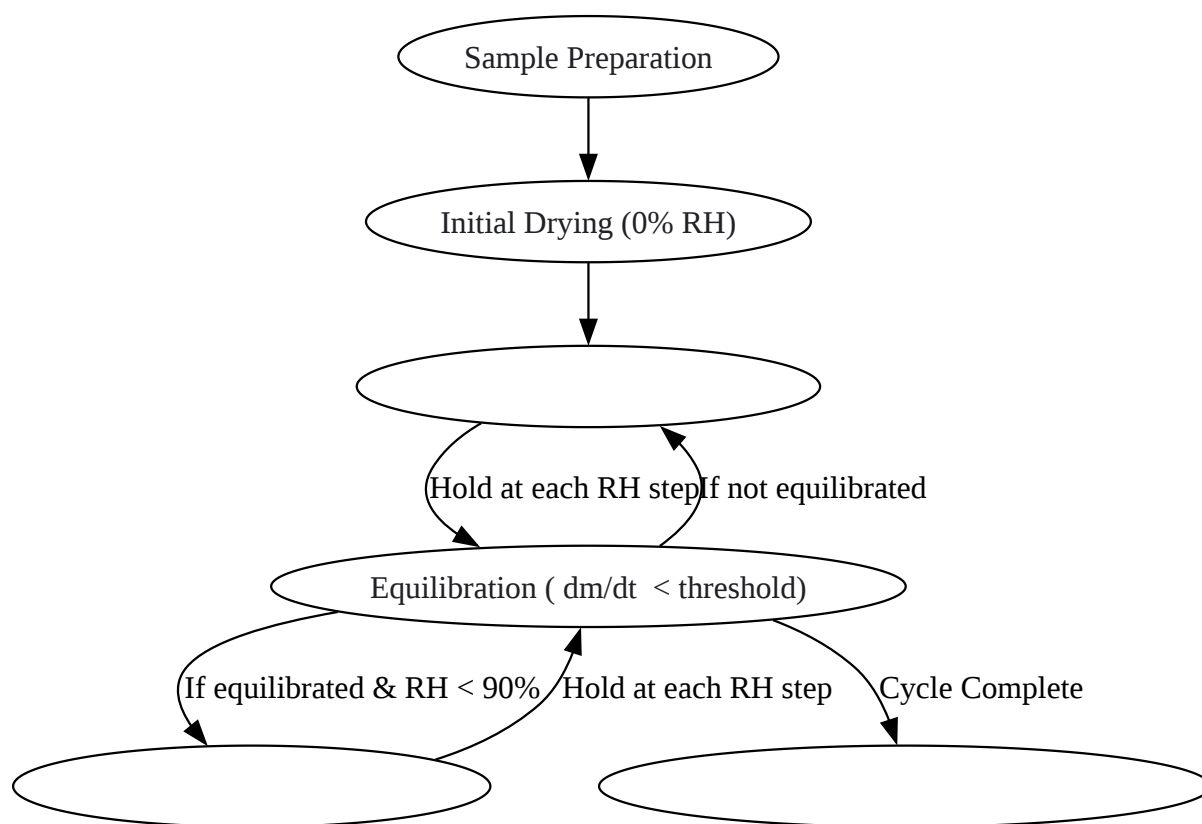 Sample Preparation
Initial Drying (0% RH)
Hold at each RH step
If not equilibrated
Equilibration ( dm/dt  < threshold)
If equilibrated & RH < 90%
Hold at each RH step
Cycle Complete